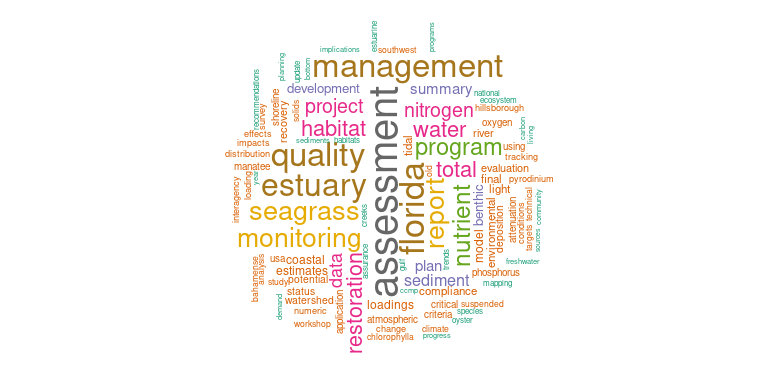 implications
estuarine
southwest
programs
planning
update
bottom
management
recommendations
development
summary
national
ecosystem
survey
shoreline
recovery
solids
project
nitrogen
hillsborough
habitat
water
oxygen
carbon
living
effects
sediments
habitats
tidal
river
impacts
quality
assessment
program
using
distribution
tracking
manatee
year
estuary
florida
old
total
evaluation
final
pyrodinium
interagency
loading
seagrass
creeks
report
nutrient
benthic
light
environmental
deposition
attenuation
conditions
targets
technical
sources
community
monitoring
model
bahamense
analysis
usa
coastal
data
restoration
assurance
gulf
trends
freshwater
study
estimates
potential
plan
sediment
phosphorus
mapping
demand
status
watershed
ccmp
compliance
numeric
application
loadings
critical
suspended
workshop
atmospheric
criteria
species
oyster
change
climate
chlorophylla
progress